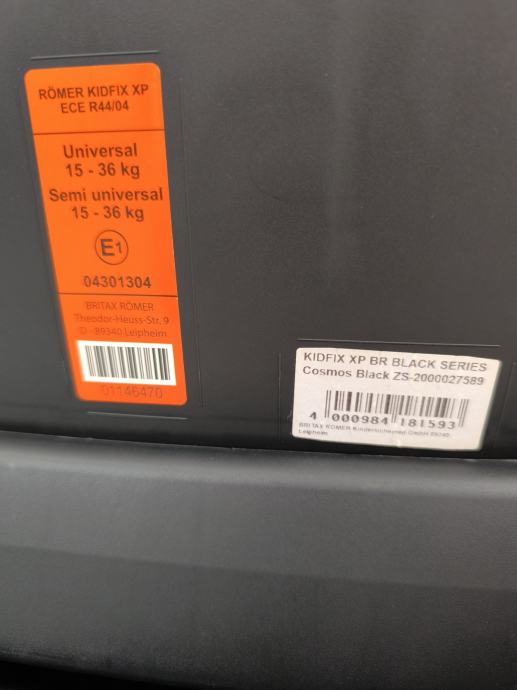 RÖMER KIDFIX XP
ECE R44/04
Universal
15 - 36 kg
Semi universal
15 - 36 kg
E1
04301304
BRITAX RÖMER
Theodor-Heuss-Str. 9
D - 89340 Leipheim
01146470
KIDFIX XP BR BLACK SERIES
Cosmos Black ZS-2000027589
4 000984 181593
BRITAX RÖMER Kindersicherheit GmbH 89340
Leipheim